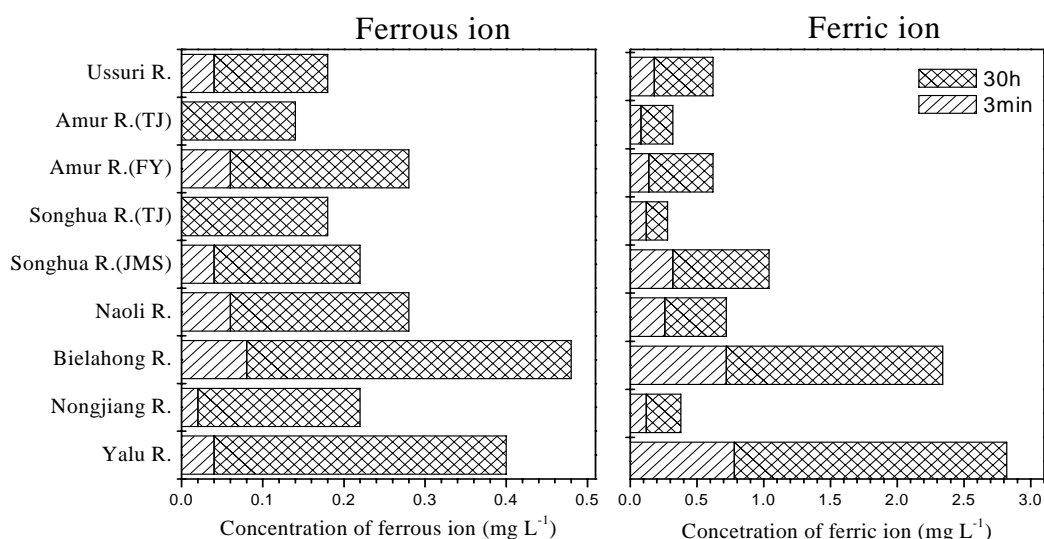 Ferrous ion
Ferric ion
Ussuri R.
Amur R.(TJ)
Amur R.(FY)
Songhua R.(TJ)
Songhua R.(JMS)
Naoli R.
Bielahong R.
Nongjiang R.
Yalu R.
30h
3min
0.0 0.1 0.2 0.3 0.4 0.5
0.0 0.5 1.0 1.5 2.0 2.5 3.0
Concentration of ferrous ion (mg L⁻¹)
Concetration of ferric ion (mg L⁻¹)